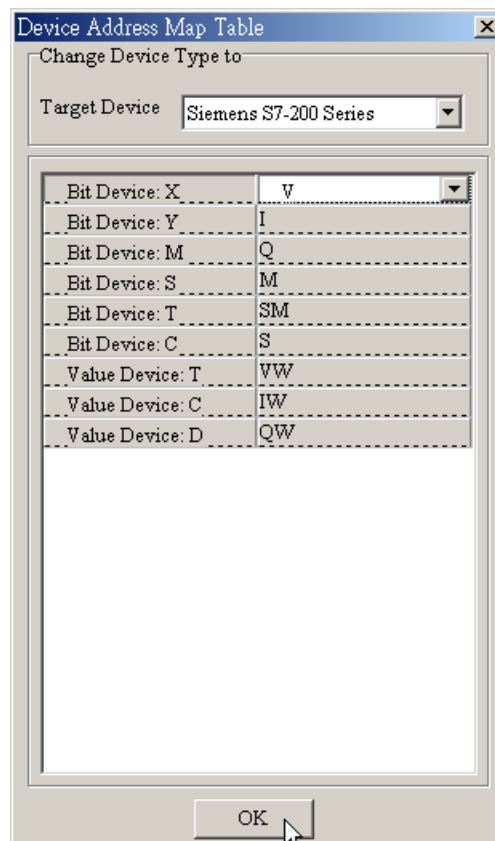 Device Address Map Table
Change Device Type to
Target Device Siemens S7-200 Series
Bit Device: X V
Bit Device: Y I
Bit Device: M Q
Bit Device: S M
Bit Device: T SM
Bit Device: C S
Value Device: T VW
Value Device: C IW
Value Device: D QW
OK